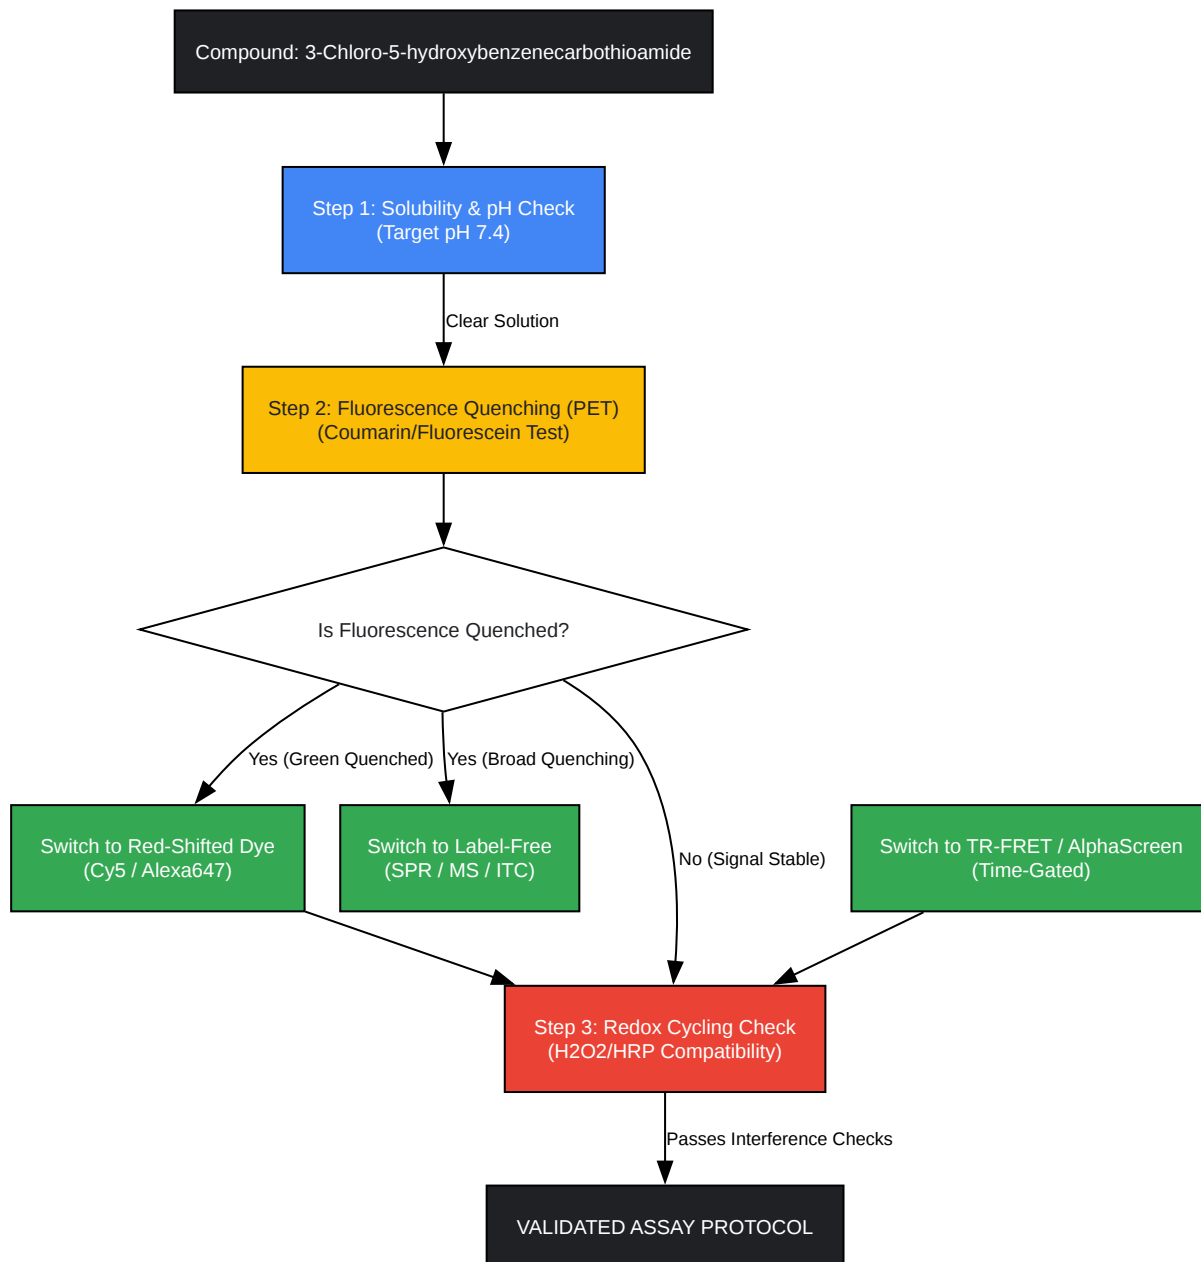 Compound: 3-Chloro-5-hydroxybenzenecarbothioamide
Step 1: Solubility & pH Check
(Target pH 7.4)
Clear Solution
Step 2: Fluorescence Quenching (PET)
(Coumarin/Fluorescein Test)
Is Fluorescence Quenched?
Yes (Green Quenched)
Yes (Broad Quenching)
Switch to Red-Shifted Dye
(Cy5 / Alexa647)
Switch to Label-Free
(SPR / MS / ITC)
No (Signal Stable)
Switch to TR-FRET / AlphaScreen
(Time-Gated)
Step 3: Redox Cycling Check
(H2O2/HRP Compatibility)
Passes Interference Checks
VALIDATED ASSAY PROTOCOL